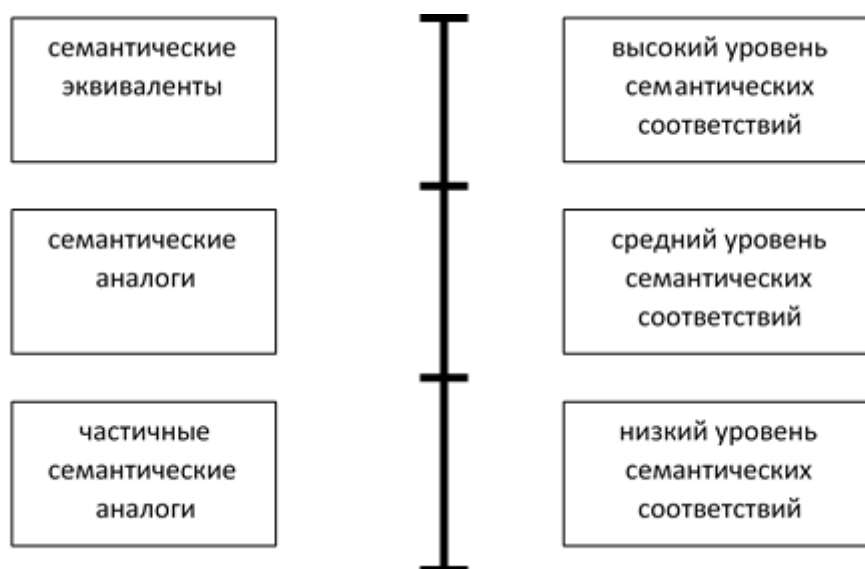 семантические
эквиваленты
высокий уровень
семантических
соответствий
семантические
аналоги
средний уровень
семантических
соответствий
частичные
семантические
аналоги
низкий уровень
семантических
соответствий